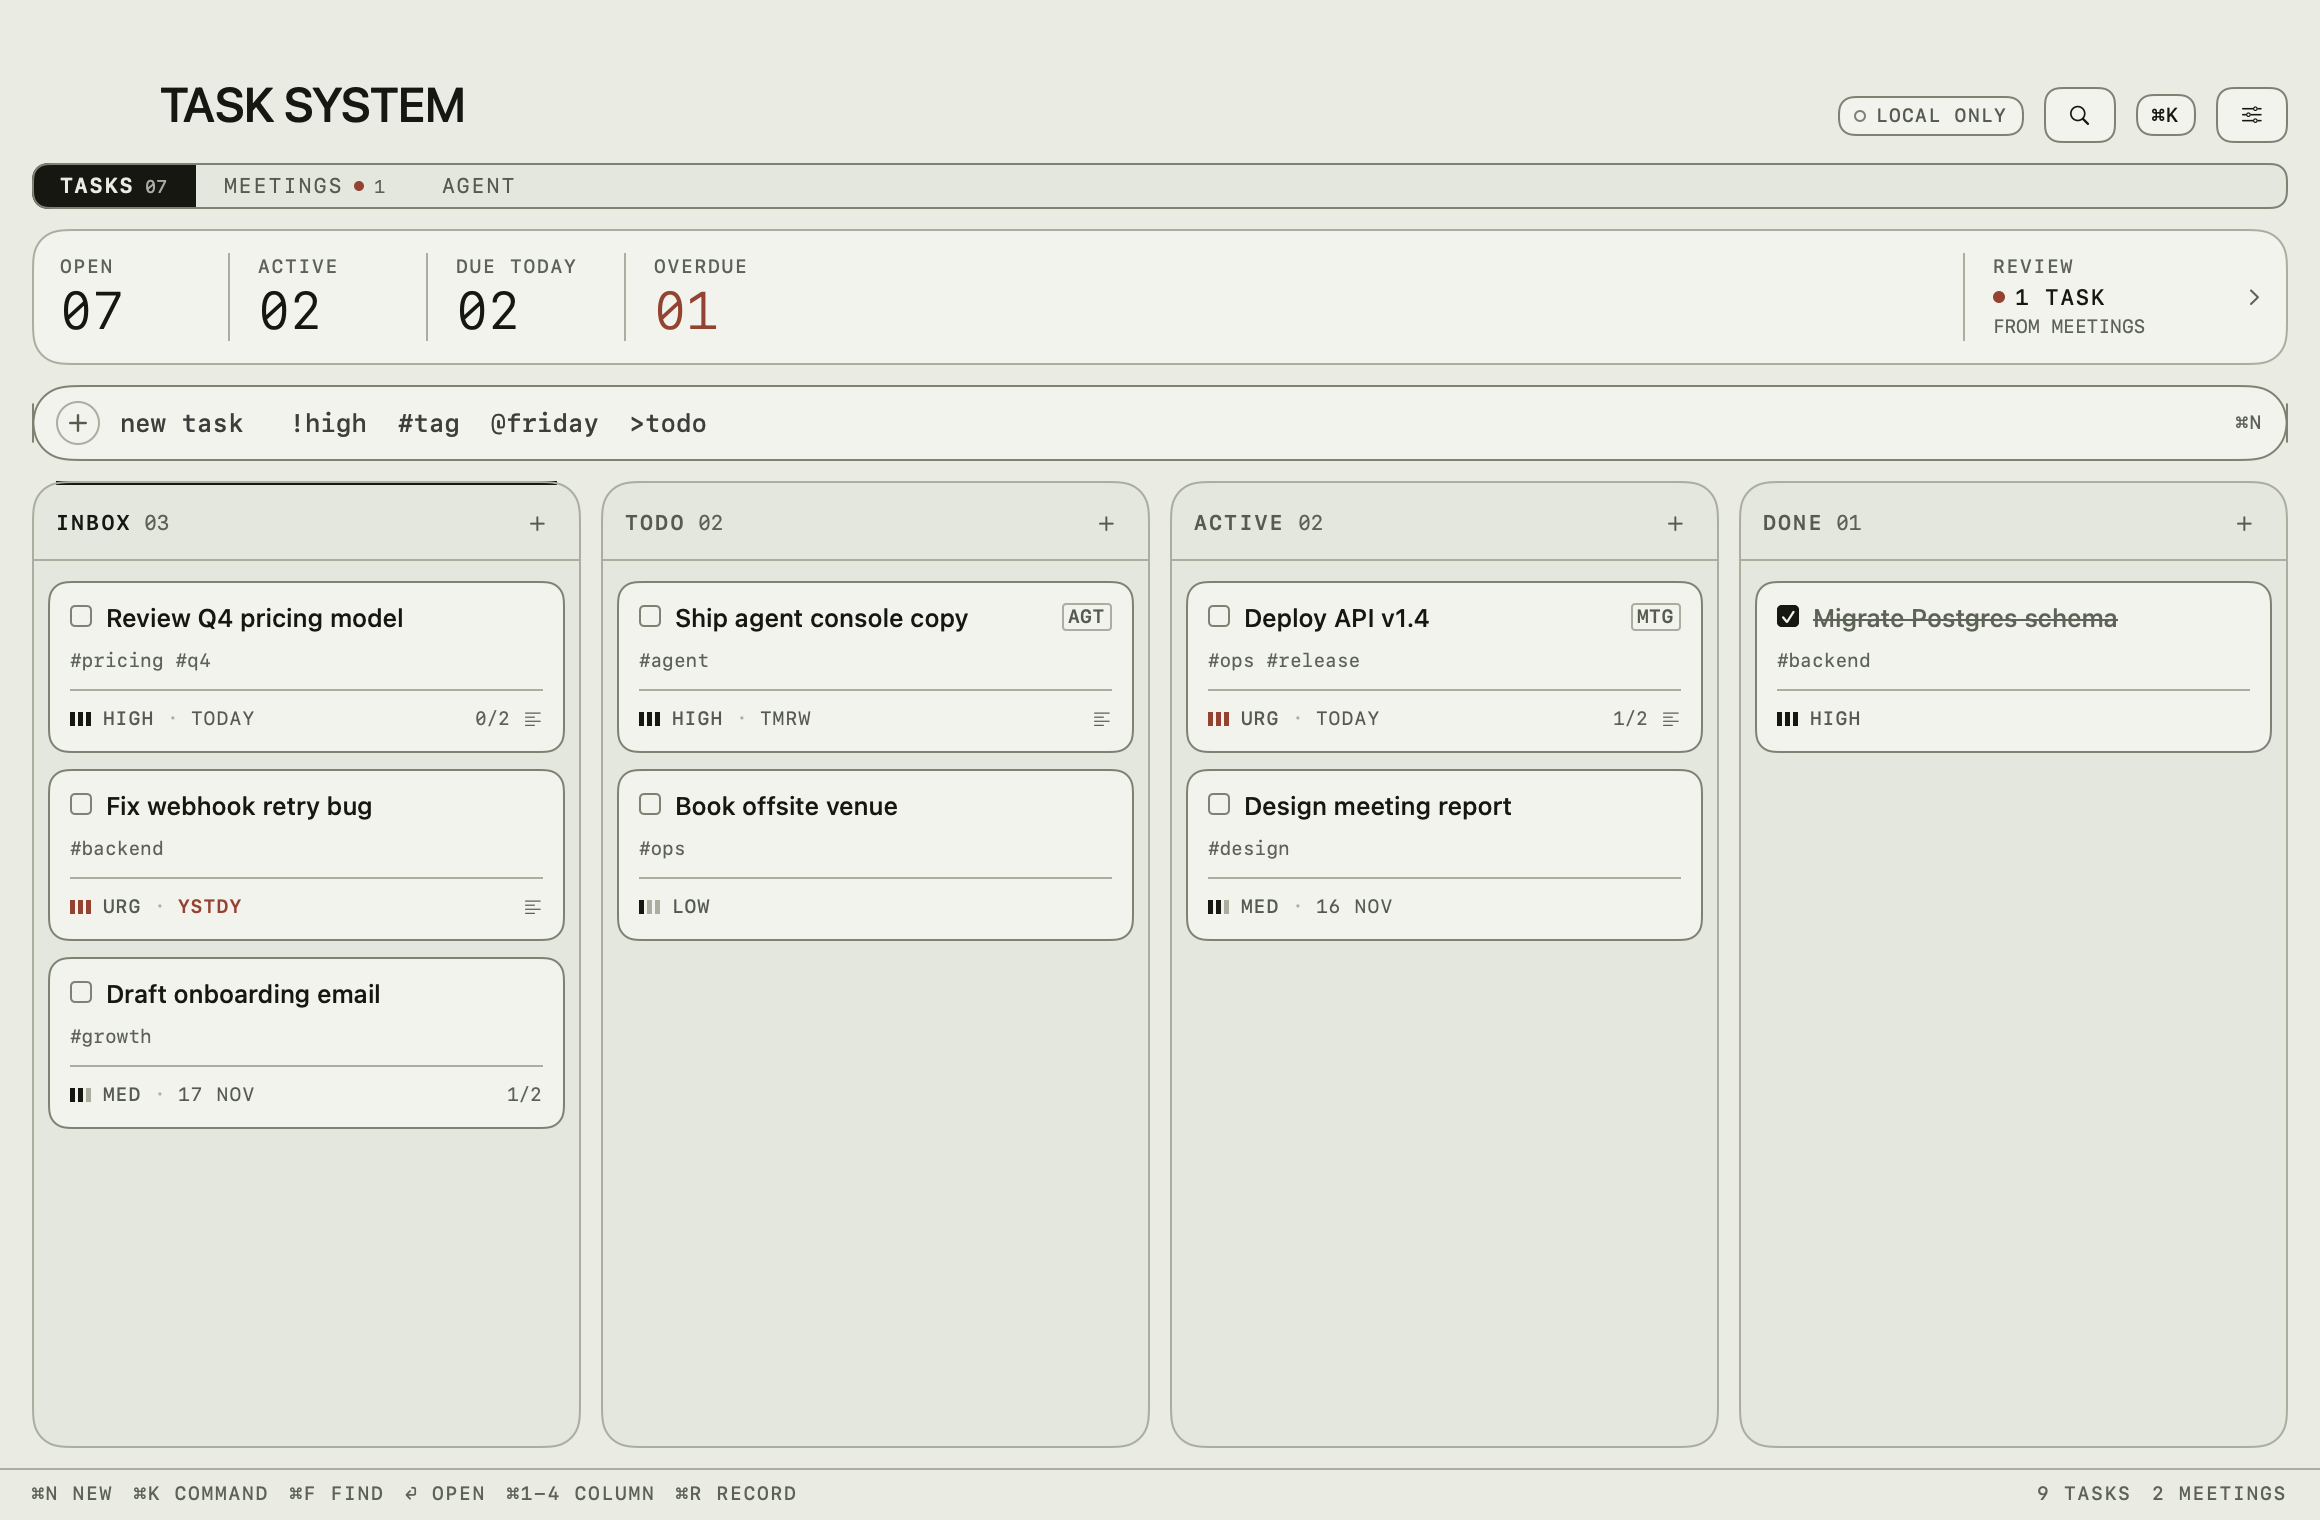 TASK SYSTEM
LOCAL ONLY
⌘K
TASKS 07 MEETINGS 1 AGENT
OPEN
07
ACTIVE
02
DUE TODAY
02
OVERDUE
01
REVIEW
1 TASK
FROM MEETINGS
new task !high #tag @friday >todo ⌘N
INBOX 03 +
Review Q4 pricing model
#pricing #q4
HIGH · TODAY 0/2
Fix webhook retry bug
#backend
URG · YSTDY
Draft onboarding email
#growth
MED · 17 NOV 1/2
TODO 02 +
Ship agent console copy AGT
#agent
HIGH · TMRW
Book offsite venue
#ops
LOW
ACTIVE 02 +
Deploy API v1.4 MTG
#ops #release
URG · TODAY 1/2
Design meeting report
#design
MED · 16 NOV
DONE 01 +
Migrate Postgres schema
#backend
HIGH
⌘N NEW ⌘K COMMAND ⌘F FIND ⏎ OPEN ⌘1–4 COLUMN ⌘R RECORD
9 TASKS 2 MEETINGS